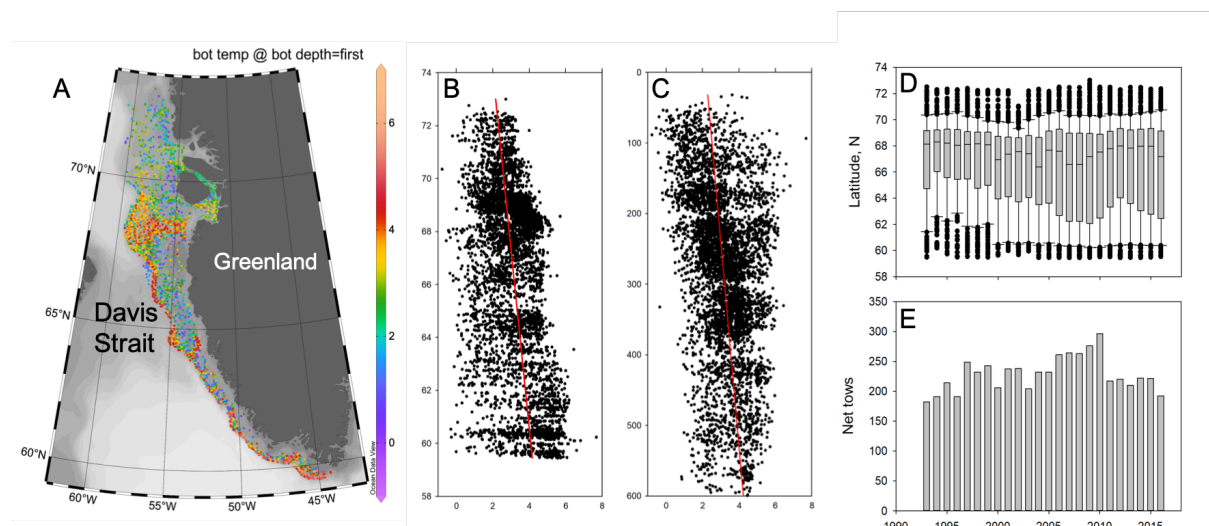 bot temp @ bot depth=first
A
70°N
65°N
60°N
60°W
55°W
50°W
45°W
Greenland
Davis
Strait
6
4
2
0
Ocean Data View
B
74
72
70
68
66
64
62
60
58
0 2 4 6 8
C
0
100
200
300
400
500
600
0 2 4 6 8
D
Latitude, N
74
72
70
68
66
64
62
60
58
E
Net tows
350
300
250
200
150
100
50
0
1990 1995 2000 2005 2010 2015